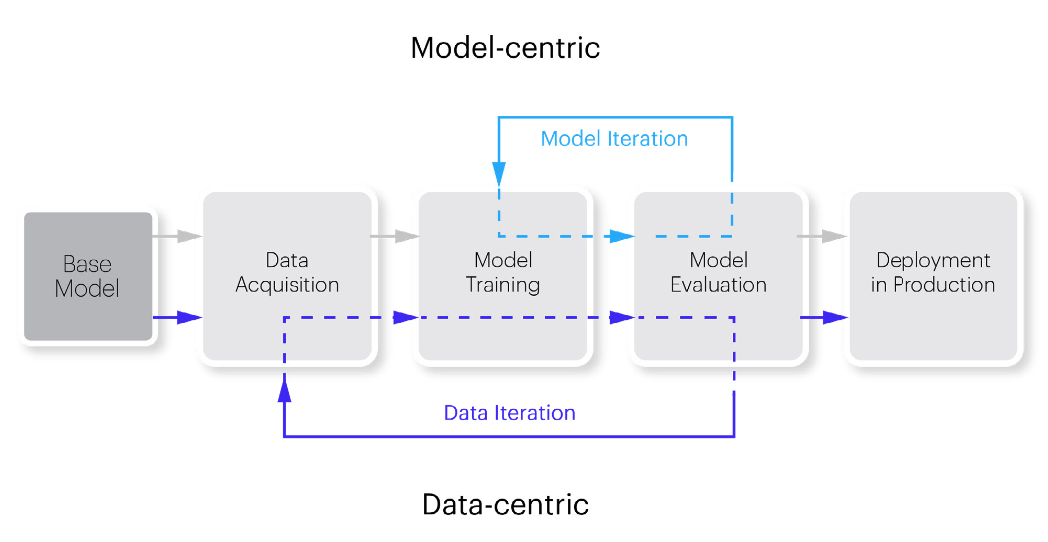 Model-centric
Model Iteration
Base
Model
Data
Acquisition
Model
Training
Model
Evaluation
Deployment
in Production
Data Iteration
Data-centric